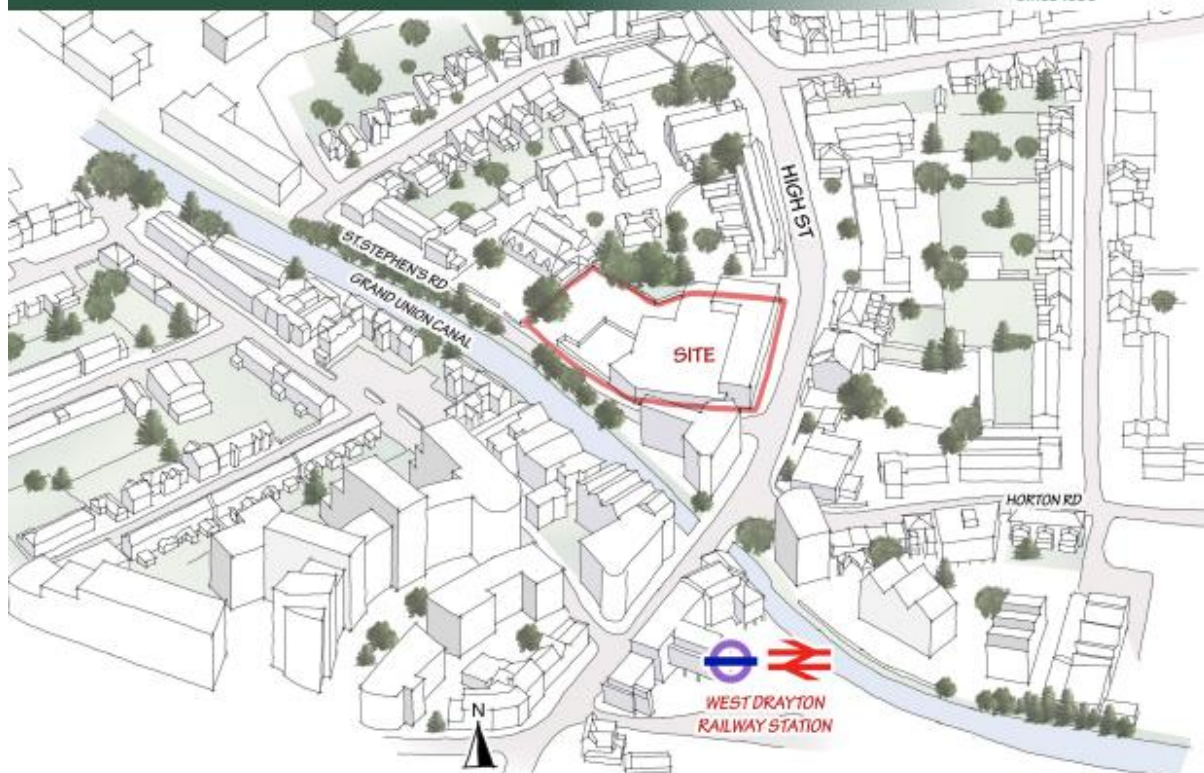 HIGH ST
ST.STEPHEN'S RD
GRAND UNION CANAL
SITE
HORTON RD
WEST DRAYTON
RAILWAY STATION
N